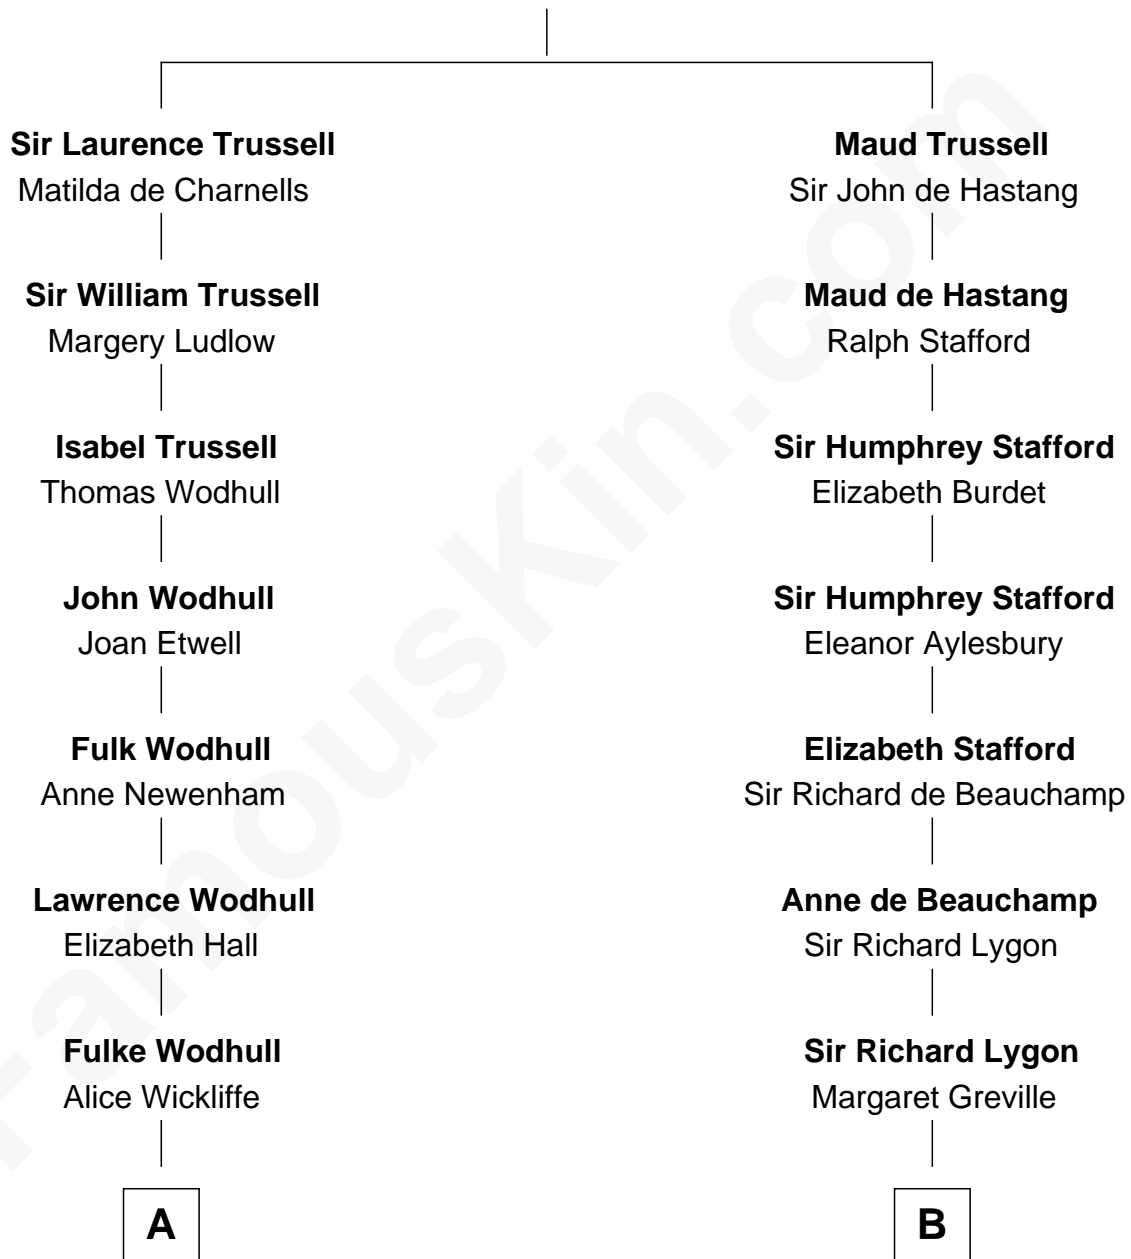 Sir Laurence Trussell
Matilda de Charnells
Sir William Trussell
Margery Ludlow
Isabel Trussell
Thomas Wodhull
John Wodhull
Joan Etwell
Fulk Wodhull
Anne Newenham
Lawrence Wodhull
Elizabeth Hall
Fulke Wodhull
Alice Wickliffe
A
Maud Trussell
Sir John de Hastang
Maud de Hastang
Ralph Stafford
Sir Humphrey Stafford
Elizabeth Burdet
Sir Humphrey Stafford
Eleanor Aylesbury
Elizabeth Stafford
Sir Richard de Beauchamp
Anne de Beauchamp
Sir Richard Lygon
Sir Richard Lygon
Margaret Greville
B
FamousKin.com